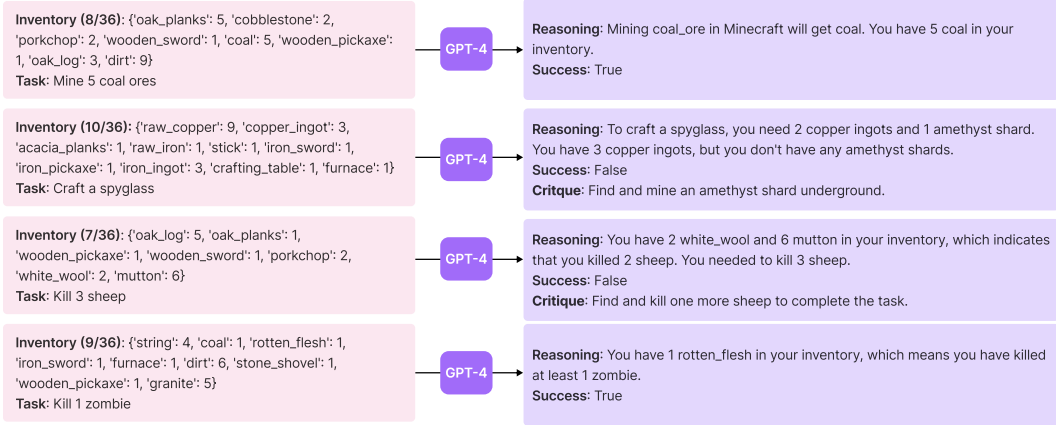 Inventory (8/36): {'oak_planks': 5, 'cobblestone': 2,
'porkchop': 2, 'wooden_sword': 1, 'coal': 5, 'wooden_pickaxe':
1, 'oak_log': 3, 'dirt': 9}
Task: Mine 5 coal ores
GPT-4
Reasoning: Mining coal_ore in Minecraft will get coal. You have 5 coal in your
inventory.
Success: True
Inventory (10/36): {'raw_copper': 9, 'copper_ingot': 3,
'acacia_planks': 1, 'raw_iron': 1, 'stick': 1, 'iron_sword': 1,
'iron_pickaxe': 1, 'iron_ingot': 3, 'crafting_table': 1, 'furnace': 1}
Task: Craft a spyglass
GPT-4
Reasoning: To craft a spyglass, you need 2 copper ingots and 1 amethyst shard.
You have 3 copper ingots, but you don't have any amethyst shards.
Success: False
Critque: Find and mine an amethyst shard underground.
Inventory (7/36): {'oak_log': 5, 'oak_planks': 1,
'wooden_pickaxe': 1, 'wooden_sword': 1, 'porkchop': 2,
'white_wool': 2, 'mutton': 6}
Task: Kill 3 sheep
GPT-4
Reasoning: You have 2 white_wool and 6 mutton in your inventory, which indicates
that you killed 2 sheep. You needed to kill 3 sheep.
Success: False
Critique: Find and kill one more sheep to complete the task.
Inventory (9/36): {'string': 4, 'coal': 1, 'rotten_flesh': 1,
'iron_sword': 1, 'furnace': 1, 'dirt': 6, 'stone_shovel': 1,
'wooden_pickaxe': 1, 'granite': 5}
Task: Kill 1 zombie
GPT-4
Reasoning: You have 1 rotten_flesh in your inventory, which means you have killed
at least 1 zombie.
Success: True